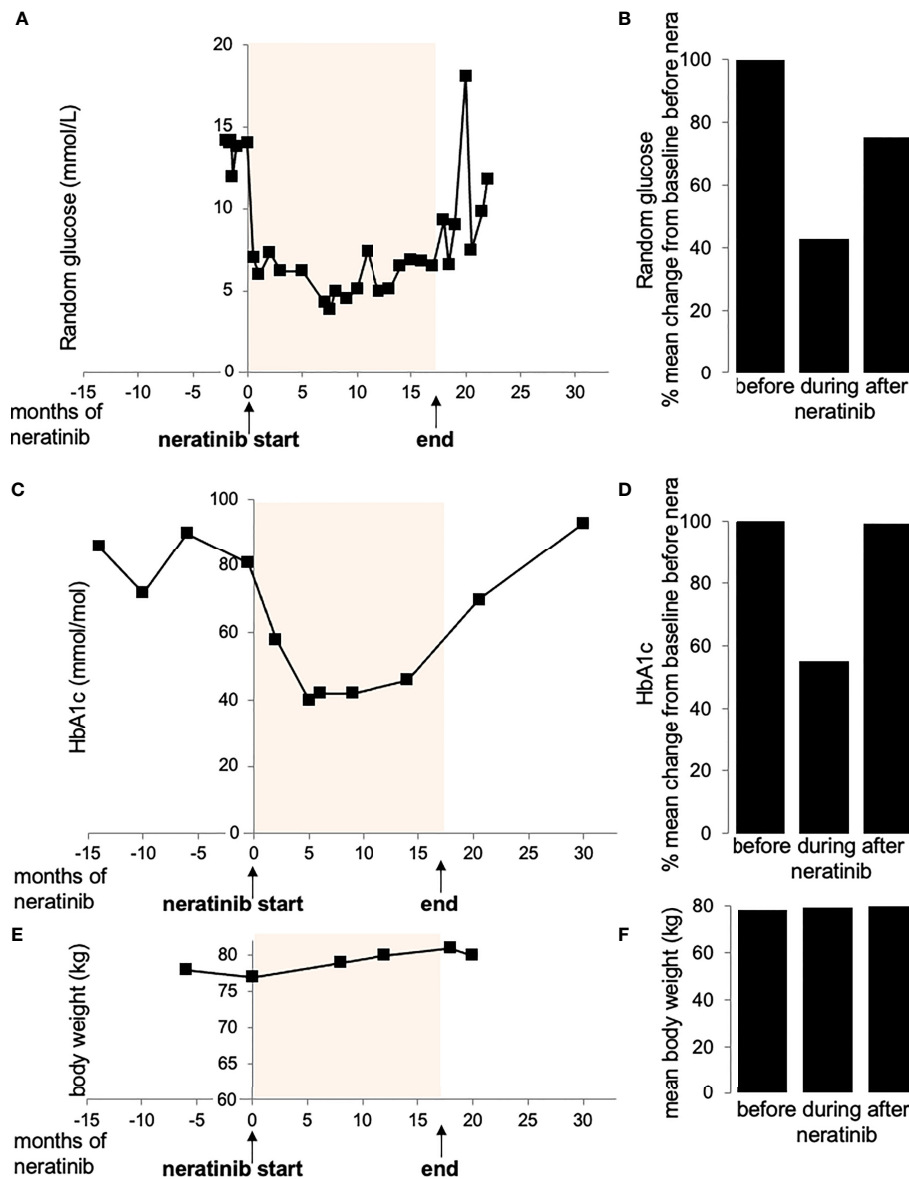 A
Random glucose (mmol/L)
20
15
10
5
0
-15 -10 -5 0 5 10 15 20 25 30
months of
neratinib
neratinib start
end
B
Random glucose
% mean change from baseline before nera
100
80
60
40
20
0
before during after
neratinib
C
HbA1c (mmol/mol)
100
80
60
40
20
0
-15 -10 -5 0 5 10 15 20 25 30
months of
neratinib
neratinib start
end
D
HbA1c
% mean change from baseline before nera
100
80
60
40
20
0
before during after
neratinib
E
body weight (kg)
80
75
70
65
60
-15 -10 -5 0 5 10 15 20 25 30
months of
neratinib
neratinib start
end
F
mean body weight (kg)
80
60
40
20
0
before during after
neratinib